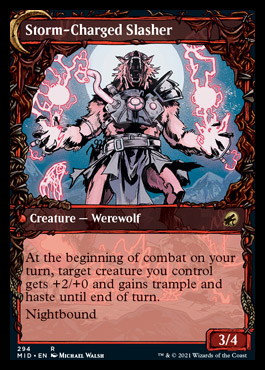 Storm-Charged Slasher
Creature — Werewolf
At the beginning of combat on your
turn, target creature you control
gets +2/+0 and gains trample and
haste until end of turn.
Nightbound
3/4
294 R
MID • EN Michael Walsh
™ & © 2021 Wizards of the Coast